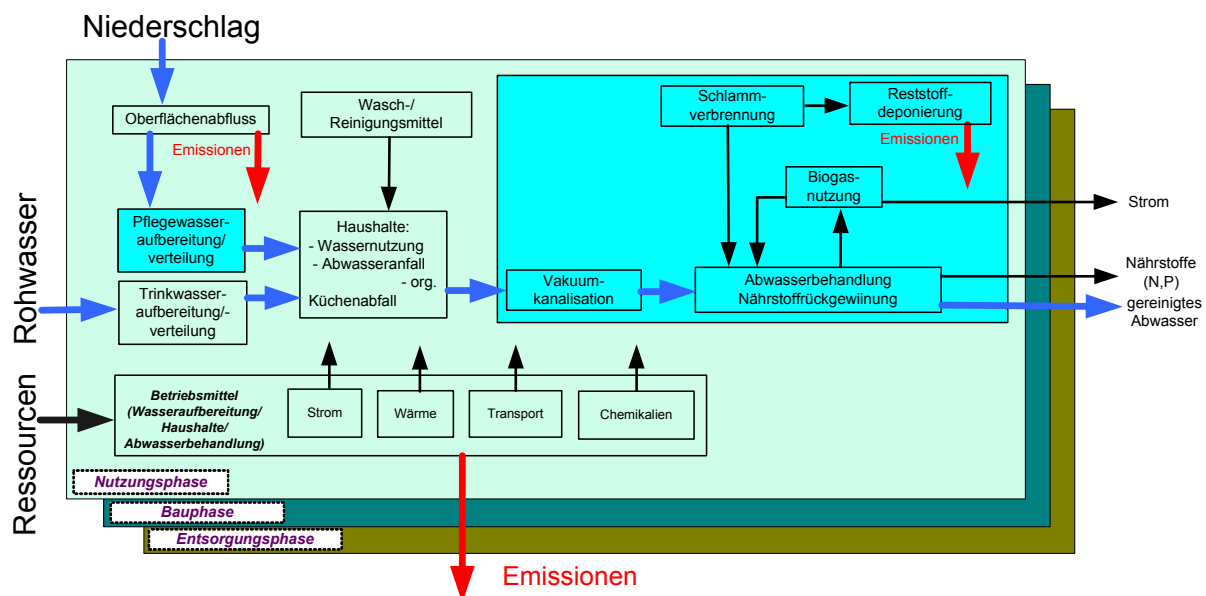 Niederschlag
Oberflächenabfluss
Emissionen
Wasch-/
Reinigungsmittel
Schlamm-
verbrennung
Reststoff-
deponierung
Emissionen
Biogas-
nutzung
Strom
Rohwasser
Pflegewasser-
aufbereitung/
verteilung
Trinkwasser-
aufbereitung/-
verteilung
Haushalte:
- Wassernutzung
- Abwasseranfall
- org.
Küchenabfall
Vakuum-
kanalisation
Abwasserbehandlung
Nährstoffrückgewiinung
Nährstoffe
(N,P)
gereinigtes
Abwasser
Ressourcen
Betriebsmittel
(Wasseraufbereitung/
Haushalte/
Abwasserbehandlung)
Strom
Wärme
Transport
Chemikalien
Nutzungsphase
Bauphase
Entsorgungsphase
Emissionen